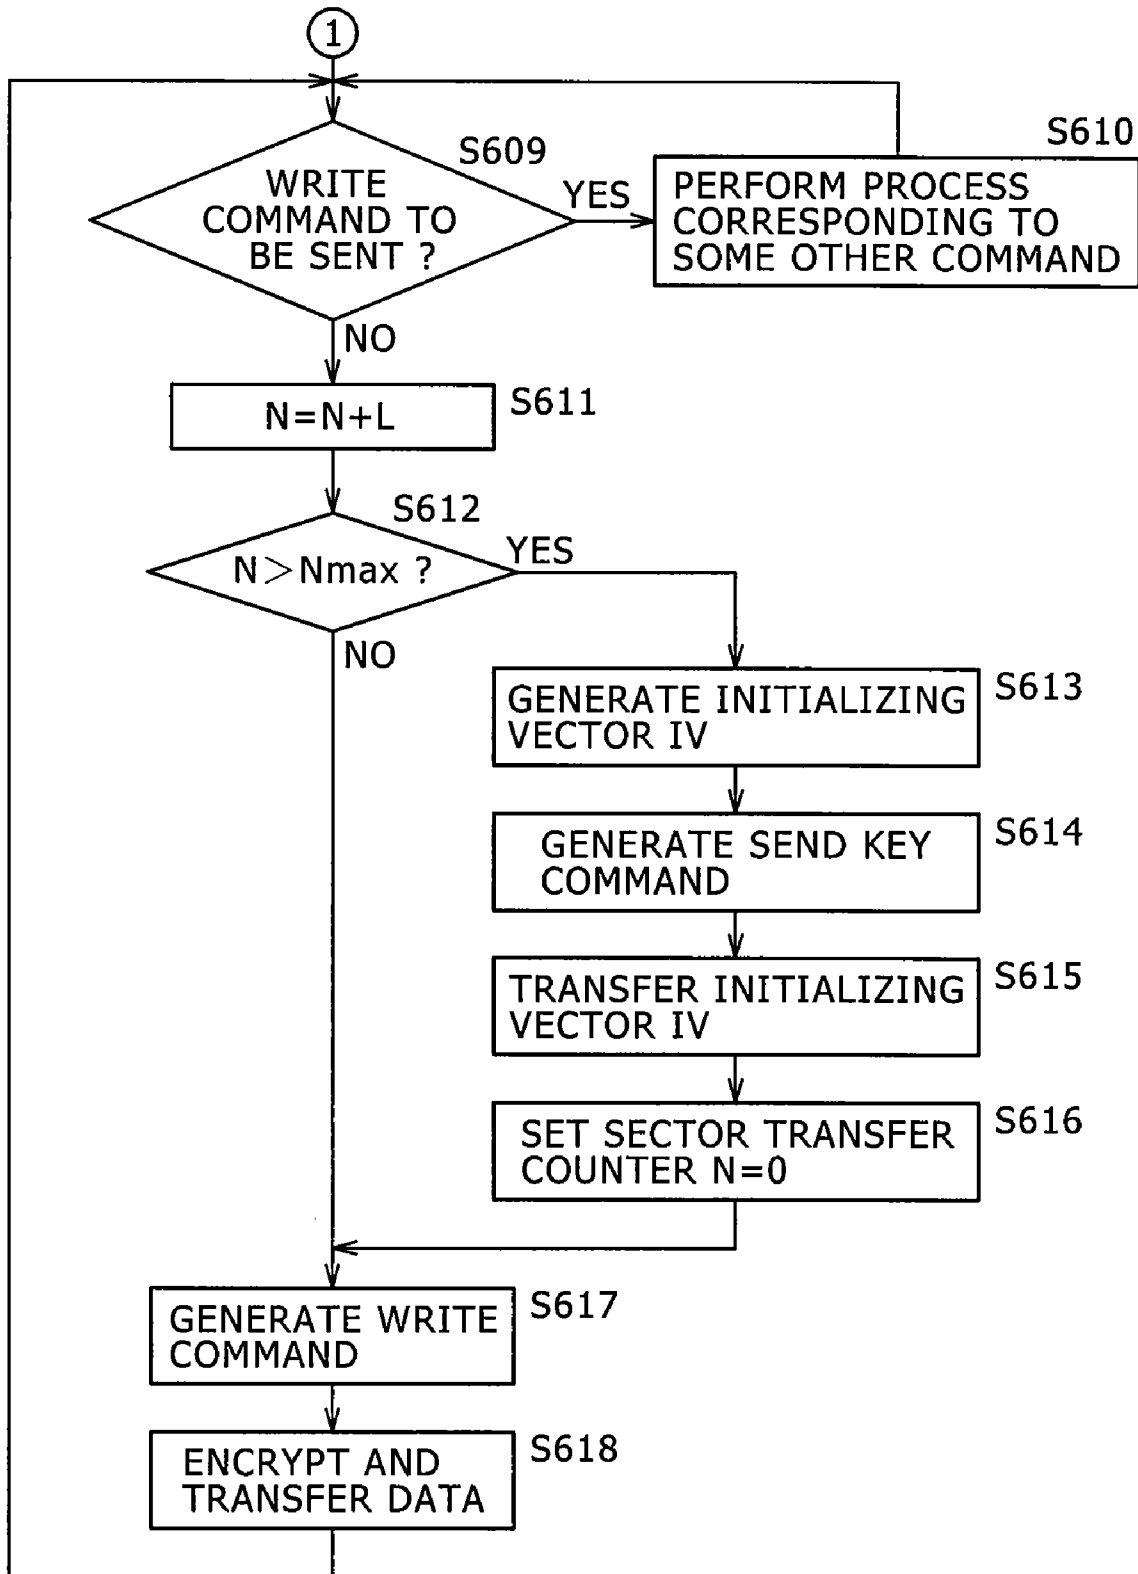 1
S609
WRITE
COMMAND TO
BE SENT ?
YES
S610
PERFORM PROCESS
CORRESPONDING TO
SOME OTHER COMMAND
NO
N=N+L
S611
S612
N>Nmax ?
YES
NO
GENERATE INITIALIZING
VECTOR IV
S613
GENERATE SEND KEY
COMMAND
S614
TRANSFER INITIALIZING
VECTOR IV
S615
SET SECTOR TRANSFER
COUNTER N=0
S616
GENERATE WRITE
COMMAND
S617
ENCRYPT AND
TRANSFER DATA
S618